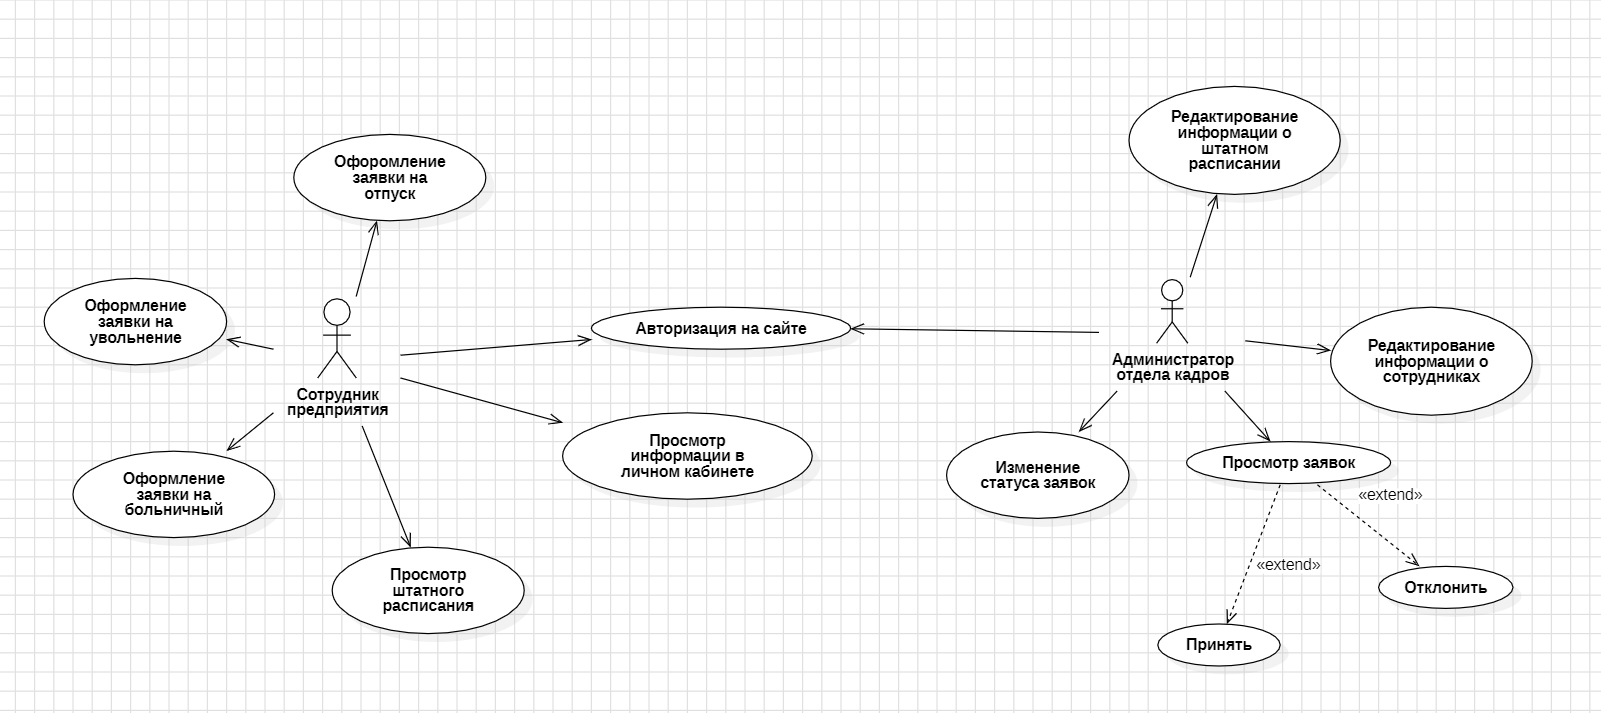 Редактирование
информации о
штатном
расписании
Офоромление
заявки на
отпуск
Оформление
заявки на
увольнение
Авторизация на сайте
Сотрудник
предприятия
Администратор
отдела кадров
Редактирование
информации о
сотрудниках
Просмотр
информации в
личном кабинете
Изменение
статуса заявок
Просмотр заявок
Оформление
заявки на
больничный
«extend»
«extend»
Просмотр
штатного
расписания
Отклонить
Принять